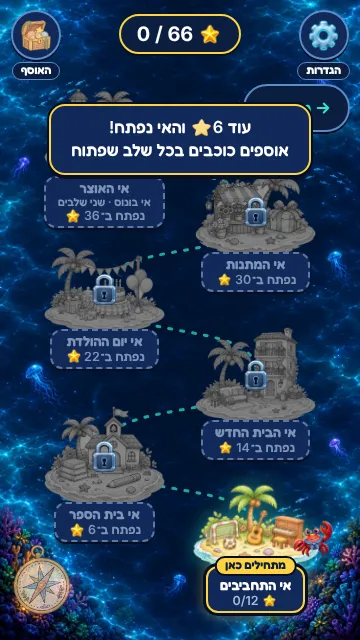 0 / 66
האוסף
הגדרות
עוד 6 והאי נפתח!
אוספים כוכבים בכל שלב שפתוח
אי האוצר
אי בונוס · שני שלבים
נפתח ב־36
אי המתנות
נפתח ב־30
אי יום ההולדת
נפתח ב־22
אי הבית החדש
נפתח ב־14
אי בית הספר
נפתח ב־6
מתחילים כאן
אי התחביבים
0/12